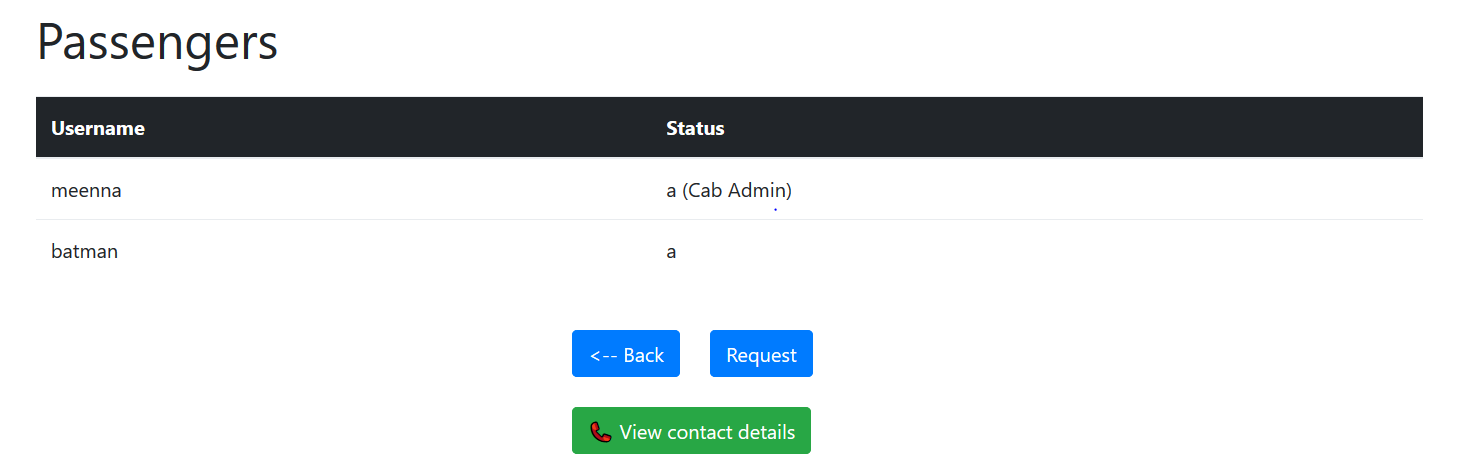 Passengers
Username Status
meenna a (Cab Admin)
batman a
<-- Back Request
View contact details